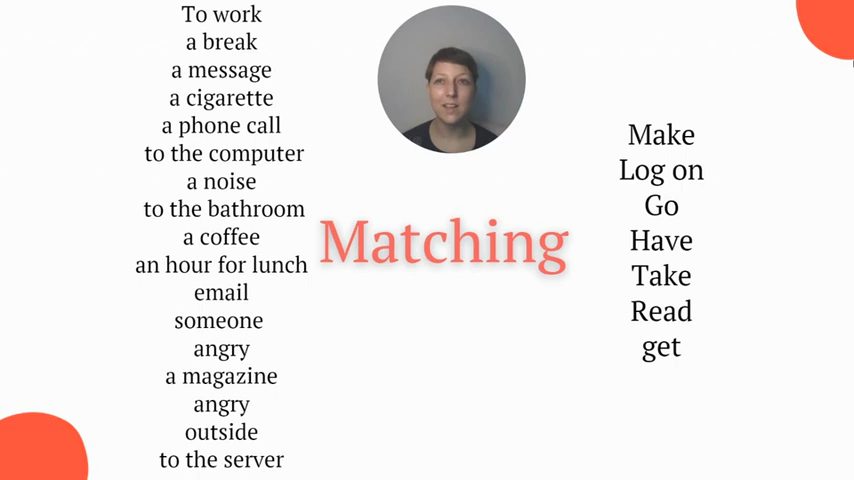 To work
a break
a message
a cigarette
a phone call
to the computer
a noise
to the bathroom
a coffee
an hour for lunch
email
someone
angry
a magazine
angry
outside
to the server
Matching
Make
Log on
Go
Have
Take
Read
get